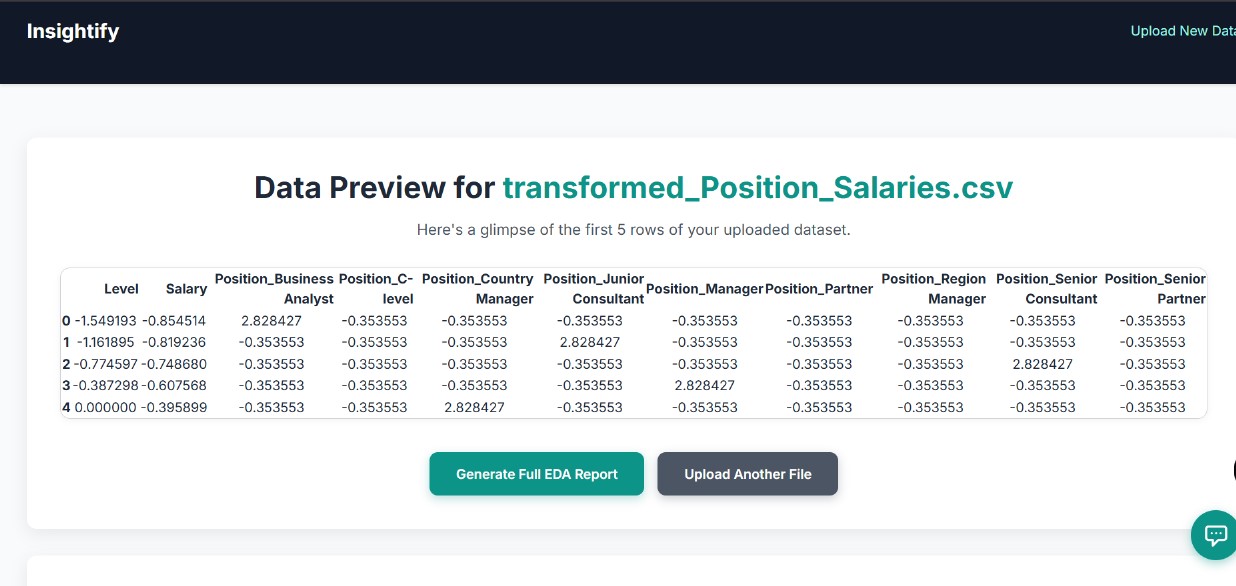 Insightify
Upload New Data
Data Preview for transformed_Position_Salaries.csv
Here's a glimpse of the first 5 rows of your uploaded dataset.
Level Salary Position_Business Analyst Position_C-level Position_Country Manager Position_Junior Consultant Position_Manager Position_Partner Position_Region Manager Position_Senior Consultant Position_Senior Partner
0 -1.549193 -0.854514 2.828427 -0.353553 -0.353553 -0.353553 -0.353553 -0.353553 -0.353553 -0.353553 -0.353553
1 -1.161895 -0.819236 -0.353553 -0.353553 -0.353553 2.828427 -0.353553 -0.353553 -0.353553 -0.353553 -0.353553
2 -0.774597 -0.748680 -0.353553 -0.353553 -0.353553 -0.353553 -0.353553 -0.353553 -0.353553 2.828427 -0.353553
3 -0.387298 -0.607568 -0.353553 -0.353553 -0.353553 -0.353553 2.828427 -0.353553 -0.353553 -0.353553 -0.353553
4 0.000000 -0.395899 -0.353553 -0.353553 2.828427 -0.353553 -0.353553 -0.353553 -0.353553 -0.353553 -0.353553
Generate Full EDA Report
Upload Another File